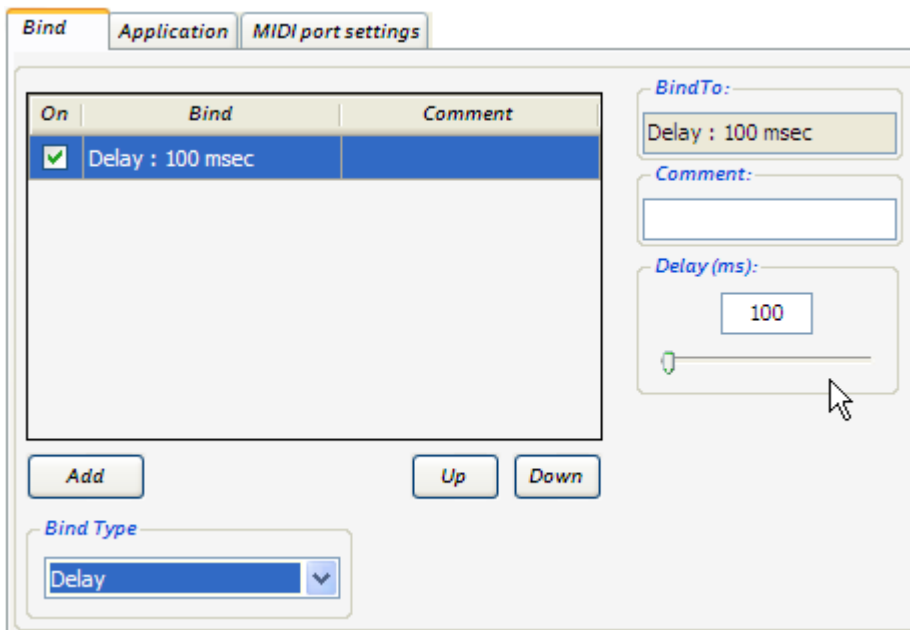 Bind Application MIDI port settings
On Bind Comment
Delay : 100 msec
BindTo:
Delay : 100 msec
Comment:
Delay (ms):
100
Add Up Down
Bind Type
Delay